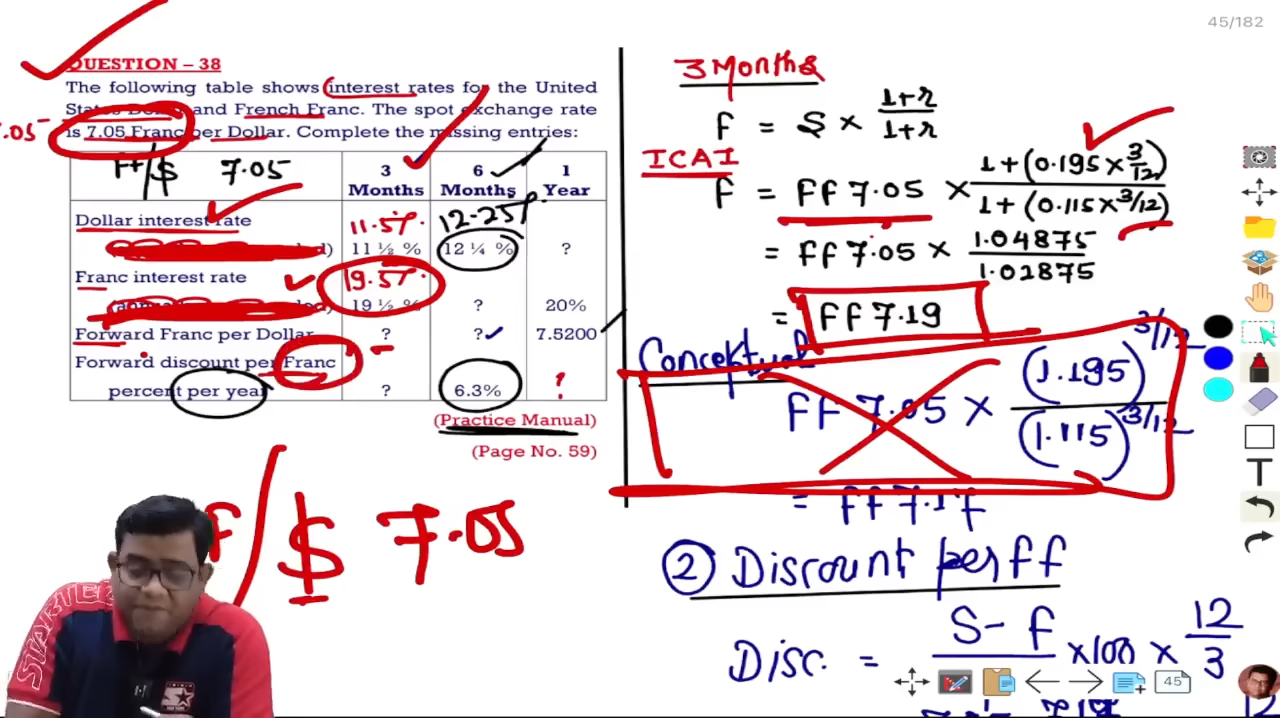 45/182
QUESTION – 38
The following table shows interest rates for the United
States Dollar and French Franc. The spot exchange rate
is 7.05 Franc per Dollar. Complete the missing entries:
7.05
FF/$ 7.05
3 Months
6 Months
1 Year
Dollar interest rate
11.5% 12.25%
11 ½ % 12 ¼ % ?
Franc interest rate
19.5%
19 ½ % ? 20%
Forward Franc per Dollar ? ? 7.5200
Forward discount per Franc
percent per year ? 6.3% ?
(Practice Manual)
(Page No. 59)
/$ 7.05
3 Months
F = S × 1+r / 1+r
ICAI
F = FF 7.05 × 1+(0.195×3/12) / 1+(0.115×3/12)
= FF 7.05 × 1.04875 / 1.02875
= FF 7.19
Conceptual
FF 7.05 × (1.195)^3/12 / (1.115)^3/12
= FF 7.17
② Discount per FF
Disc. = S - F ×100 × 12/3
45
STARTER